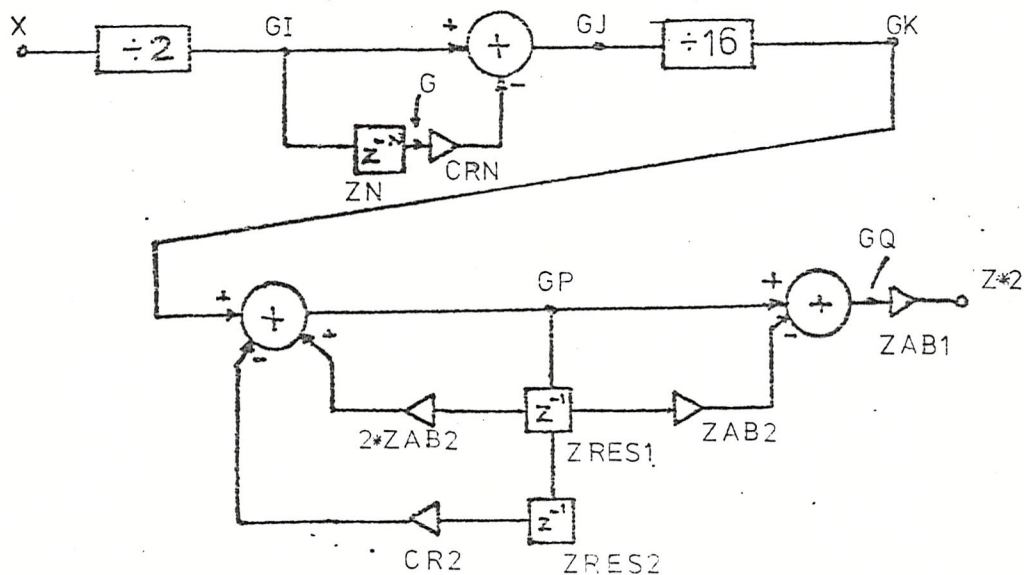 X
÷2
GI
+
+
-
GJ
÷16
GK
G
CRN
ZN
GP
GQ
Z*2
+
+
+
-
+
+
-
ZAB1
2*ZAB2
z⁻¹
ZRES1
ZAB2
CR2
z⁻¹
ZRES2